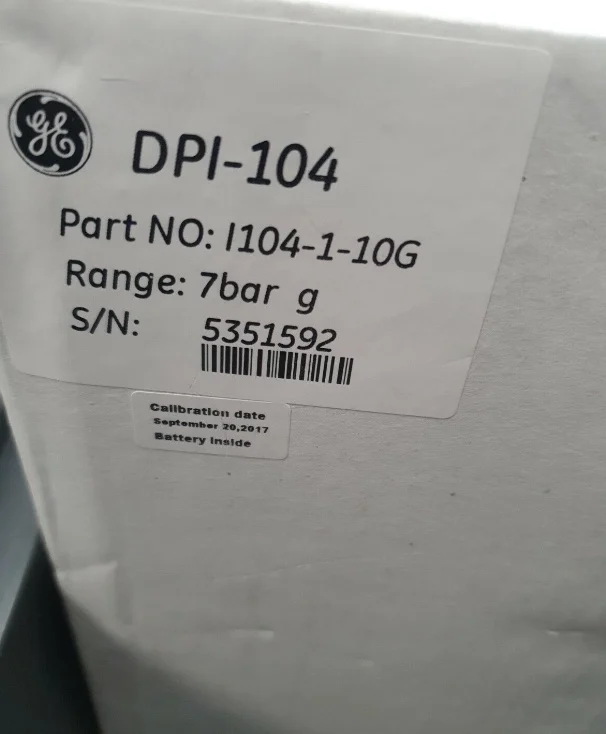 GE
DPI-104
Part NO: I104-1-10G
Range: 7bar g
S/N: 5351592
Calibration date
September 20,2017
Battery Inside